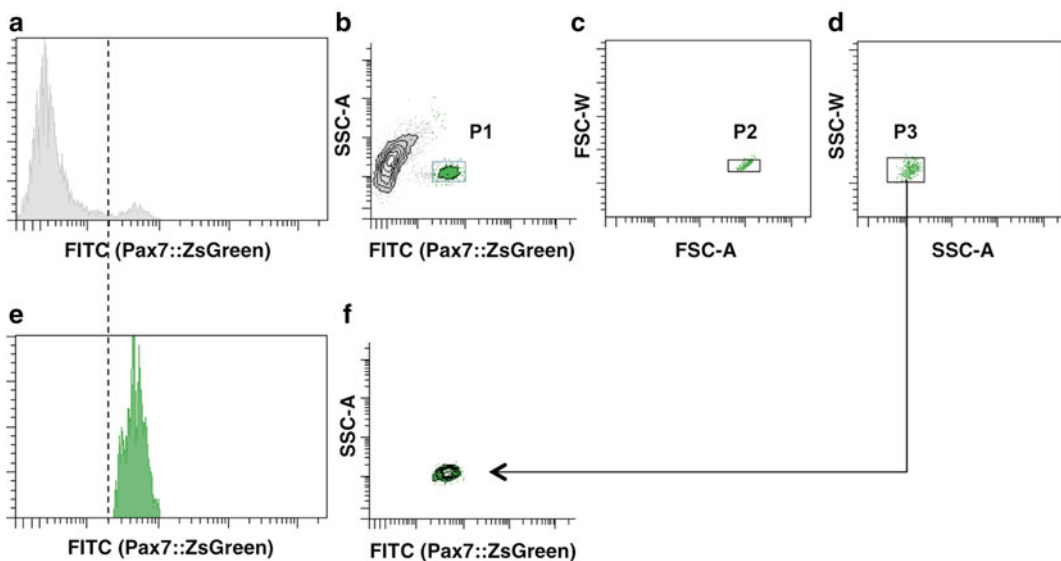 a
FITC (Pax7::ZsGreen)
b
SSC-A
P1
FITC (Pax7::ZsGreen)
c
FSC-W
P2
FSC-A
d
SSC-W
P3
SSC-A
e
FITC (Pax7::ZsGreen)
f
SSC-A
FITC (Pax7::ZsGreen)